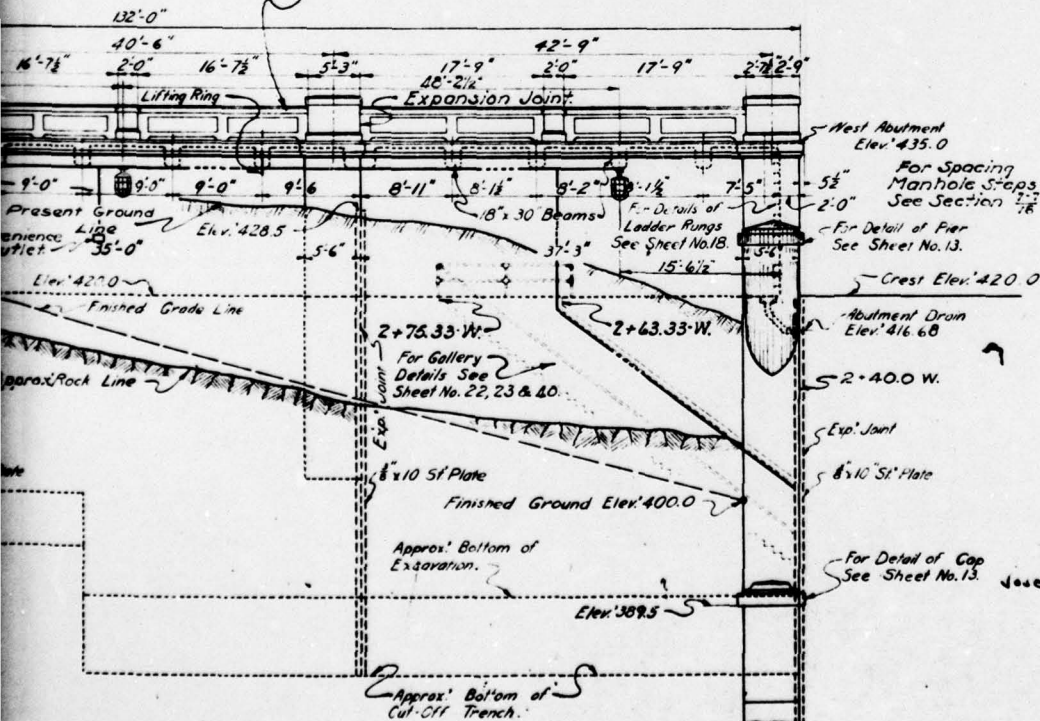 132'-0"
40'-6"
42'-9"
16'-7½"
2'-0"
16'-7½"
5'-3"
17'-9"
2'-0"
17'-9"
2'-9"
48'-2½"
Lifting Ring
Expansion Joint.
West Abutment
Elev. 435.0
For Spacing
Manhole Steps
See Section
9'-0"
9'-0"
9'-0"
9'-6
8'-11"
8'-1½"
8'-2"
7'-5"
5½"
2'-0"
Present Ground
Line
35'-0"
Elev. 428.5
18"x 30" Beams
For Details of
Ladder Rungs
See Sheet No.18.
For Detail of Pier
See Sheet No. 13.
5'-6"
37'-3"
5'-6"
15'-6½"
Elev. 420.0
Crest Elev. 420.0
Finished Grade Line
2+76.33 W.
2+63.33 W.
Abutment Drain
Elev. 416.68
For Gallery
Details See
Sheet No. 22, 23 & 40.
Approx. Rock Line
2+40.0 W.
Exp. Joint
Exp. Joint
x10 St. Plate
x10" St. Plate
Finished Ground Elev. 400.0
Approx. Bottom of
Excavation.
For Detail of Cap
See Sheet No. 13.
Elev. 389.5
Approx. Bottom of
Cut-Off Trench.